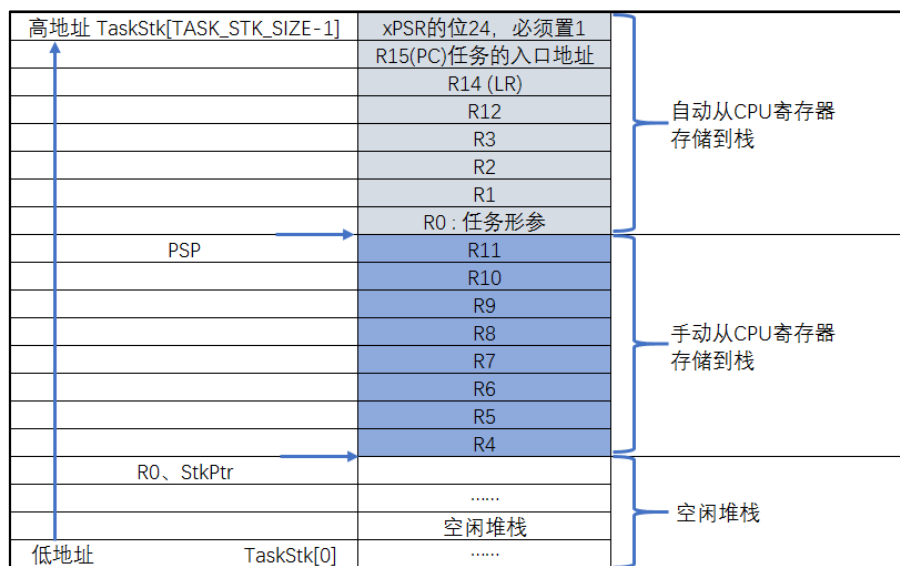 高地址 TaskStk[TASK_STK_SIZE-1]
xPSR的位24，必须置1
R15(PC)任务的入口地址
R14 (LR)
R12
R3
R2
R1
R0 : 任务形参
自动从CPU寄存器
存储到栈
PSP
R11
R10
R9
R8
R7
R6
R5
R4
手动从CPU寄存器
存储到栈
R0、StkPtr
……
空闲堆栈
……
空闲堆栈
低地址 TaskStk[0]